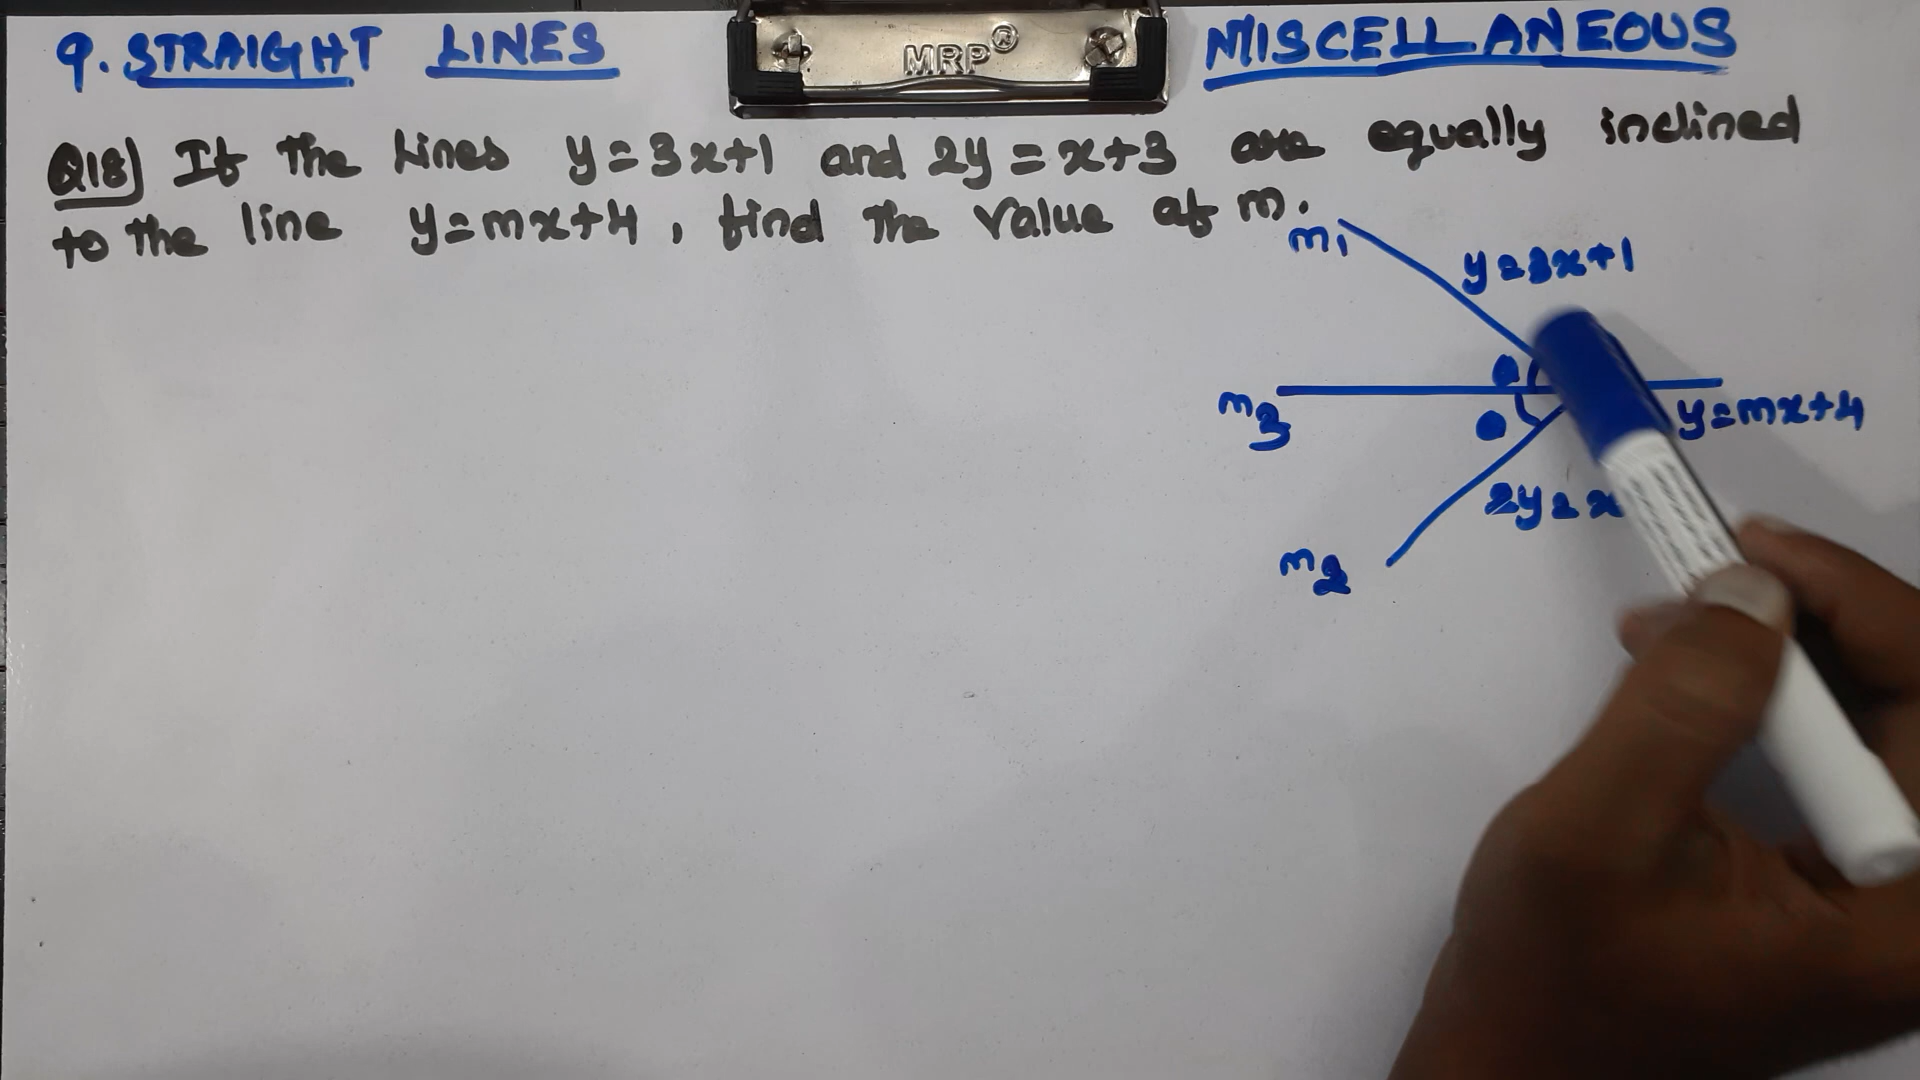 9. STRAIGHT LINES
MRP®
MISCELLANEOUS
Q18) If the Lines y=3x+1 and 2y=x+3 are equally inclined
to the line y=mx+4, find the value of m.
m1
y=3x+1
m3
y=mx+4
2y=x
m2